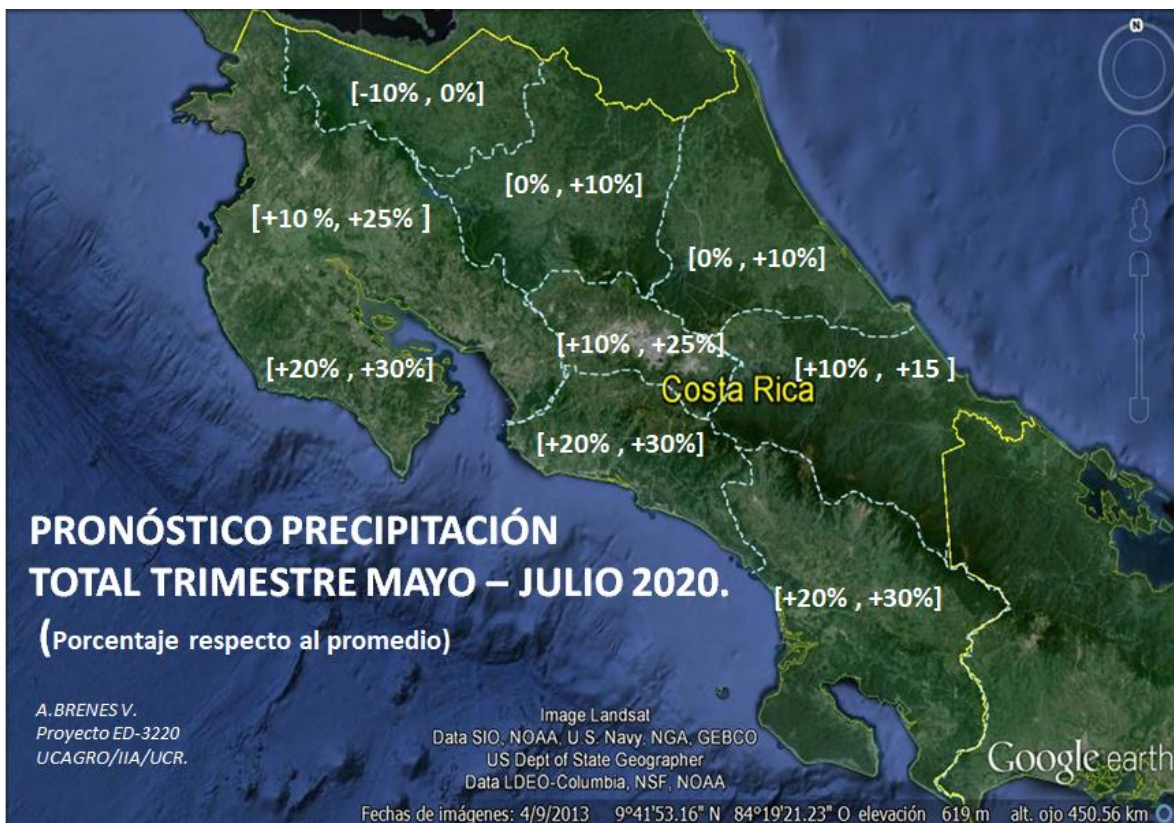 N
[-10% , 0%]
[0% , +10%]
[+10 %, +25% ]
[0% , +10%]
[+10% , +25%]
[+20% , +30%]
[+10% , +15 ]
Costa Rica
[+20% , +30%]
PRONÓSTICO PRECIPITACIÓN
TOTAL TRIMESTRE MAYO – JULIO 2020.
[+20% , +30%]
(Porcentaje respecto al promedio)
A.BRENES V.
Proyecto ED-3220
UCAGRO/IIA/UCR.
Image Landsat
Data SIO, NOAA, U.S. Navy, NGA, GEBCO
US Dept of State Geographer
Data LDEO-Columbia, NSF, NOAA
Google earth
Fechas de imágenes: 4/9/2013 9°41'53.16" N 84°19'21.23" O elevación 619 m alt. ojo 450.56 km